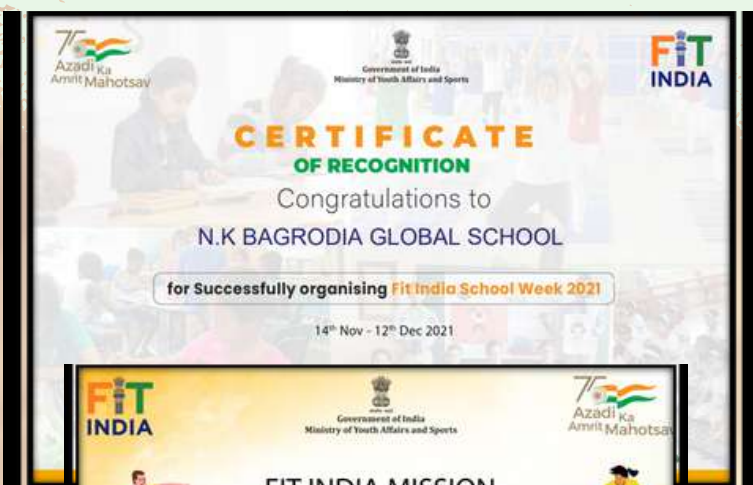 75
Azadi Ka
Amrit Mahotsav
Government of India
Ministry of Youth Affairs and Sports
FiT
INDIA
CERTIFICATE
OF RECOGNITION
Congratulations to
N.K BAGRODIA GLOBAL SCHOOL
for Successfully organising Fit India School Week 2021
14th Nov - 12th Dec 2021
FiT
INDIA
Government of India
Ministry of Youth Affairs and Sports
75
Azadi Ka
Amrit Mahotsav
FIT INDIA MISSION